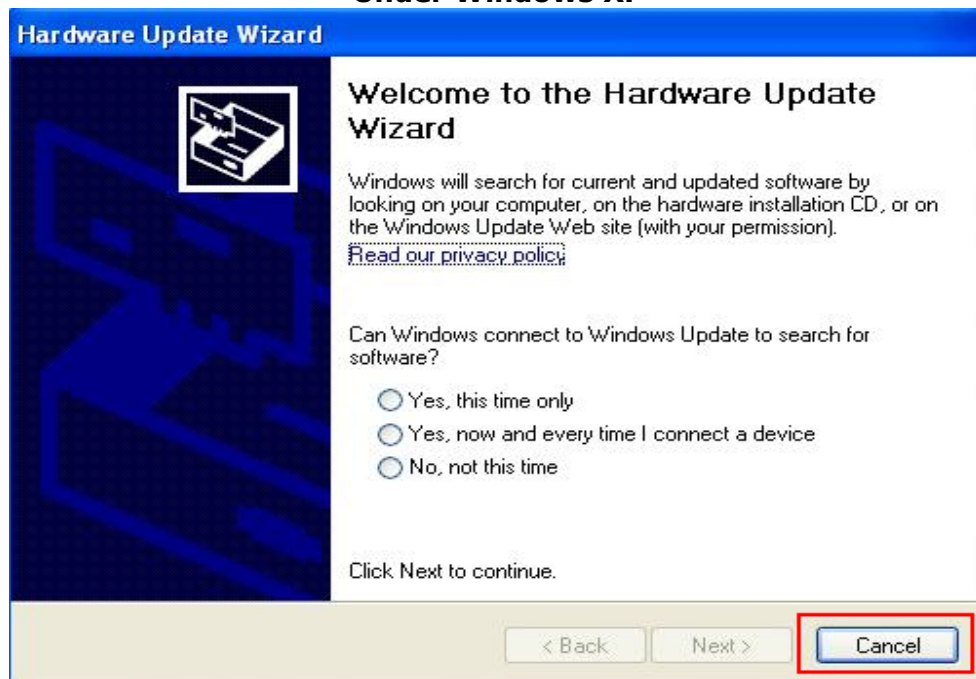 Under Windows XP
Hardware Update Wizard
Welcome to the Hardware Update
Wizard
Windows will search for current and updated software by
looking on your computer, on the hardware installation CD, or on
the Windows Update Web site (with your permission).
Read our privacy policy
Can Windows connect to Windows Update to search for
software?
Yes, this time only
Yes, now and every time I connect a device
No, not this time
Click Next to continue.
< Back
Next >
Cancel